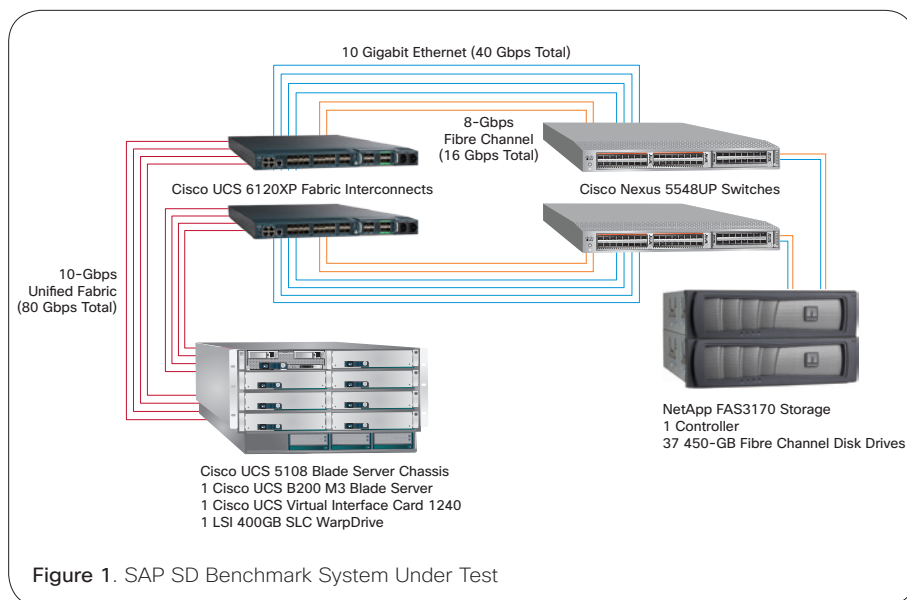 10 Gigabit Ethernet (40 Gbps Total)
8-Gbps
Fibre Channel
(16 Gbps Total)
Cisco UCS 6120XP Fabric Interconnects
Cisco Nexus 5548UP Switches
10-Gbps
Unified Fabric
(80 Gbps Total)
NetApp FAS3170 Storage
1 Controller
37 450-GB Fibre Channel Disk Drives
Cisco UCS 5108 Blade Server Chassis
1 Cisco UCS B200 M3 Blade Server
1 Cisco UCS Virtual Interface Card 1240
1 LSI 400GB SLC WarpDrive
Figure 1. SAP SD Benchmark System Under Test